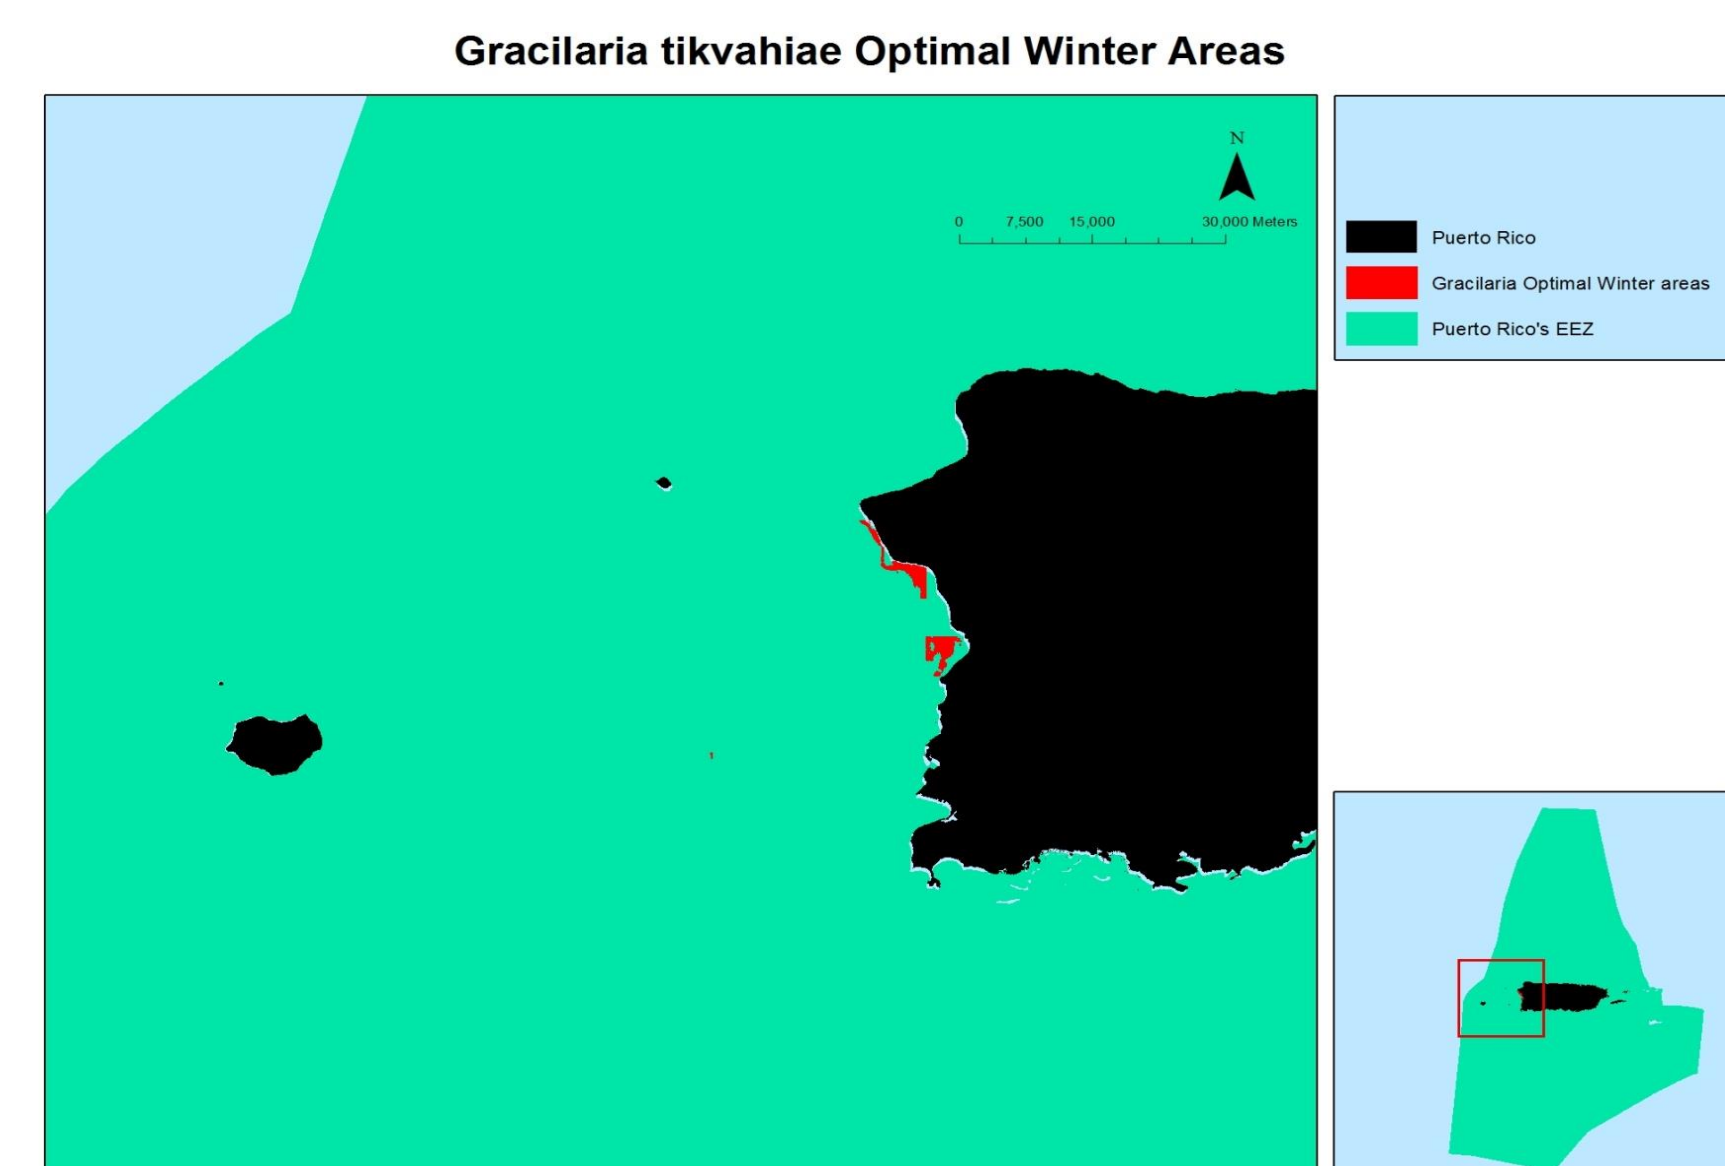 Gracilaria tikvahiae Optimal Winter Areas
N
0 7,500 15,000 30,000 Meters
Puerto Rico
Gracilaria Optimal Winter areas
Puerto Rico's EEZ